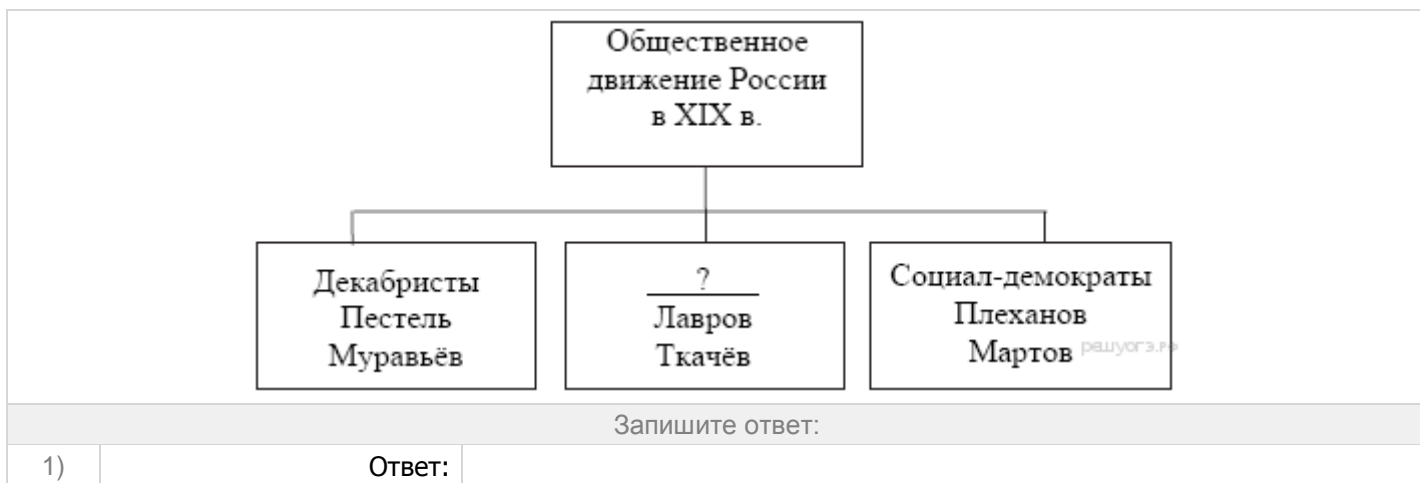 Общественное
движение России
в XIX в.
Декабристы
Пестель
Муравьёв
?
Лавров
Ткачёв
Социал-демократы
Плеханов
Мартов
решуогэ.рф
Запишите ответ:
1) Ответ: